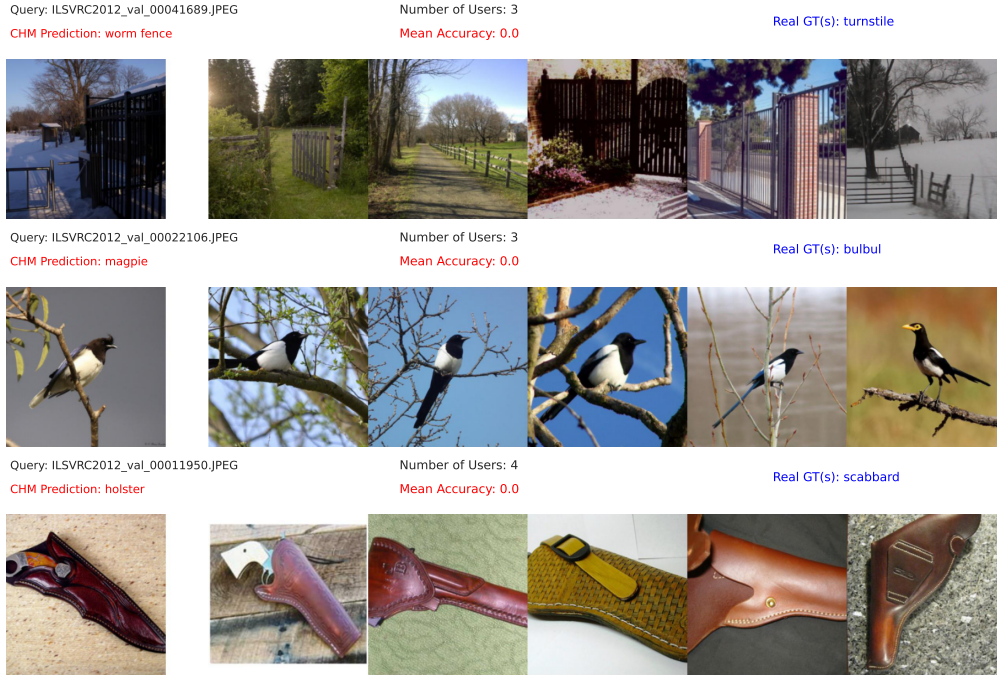 Query: ILSVRC2012_val_00041689.JPEG
Number of Users: 3
Real GT(s): turnstile
CHM Prediction: worm fence
Mean Accuracy: 0.0
Query: ILSVRC2012_val_00022106.JPEG
Number of Users: 3
Real GT(s): bulbul
CHM Prediction: magpie
Mean Accuracy: 0.0
Query: ILSVRC2012_val_00011950.JPEG
Number of Users: 4
Real GT(s): scabbard
CHM Prediction: holster
Mean Accuracy: 0.0